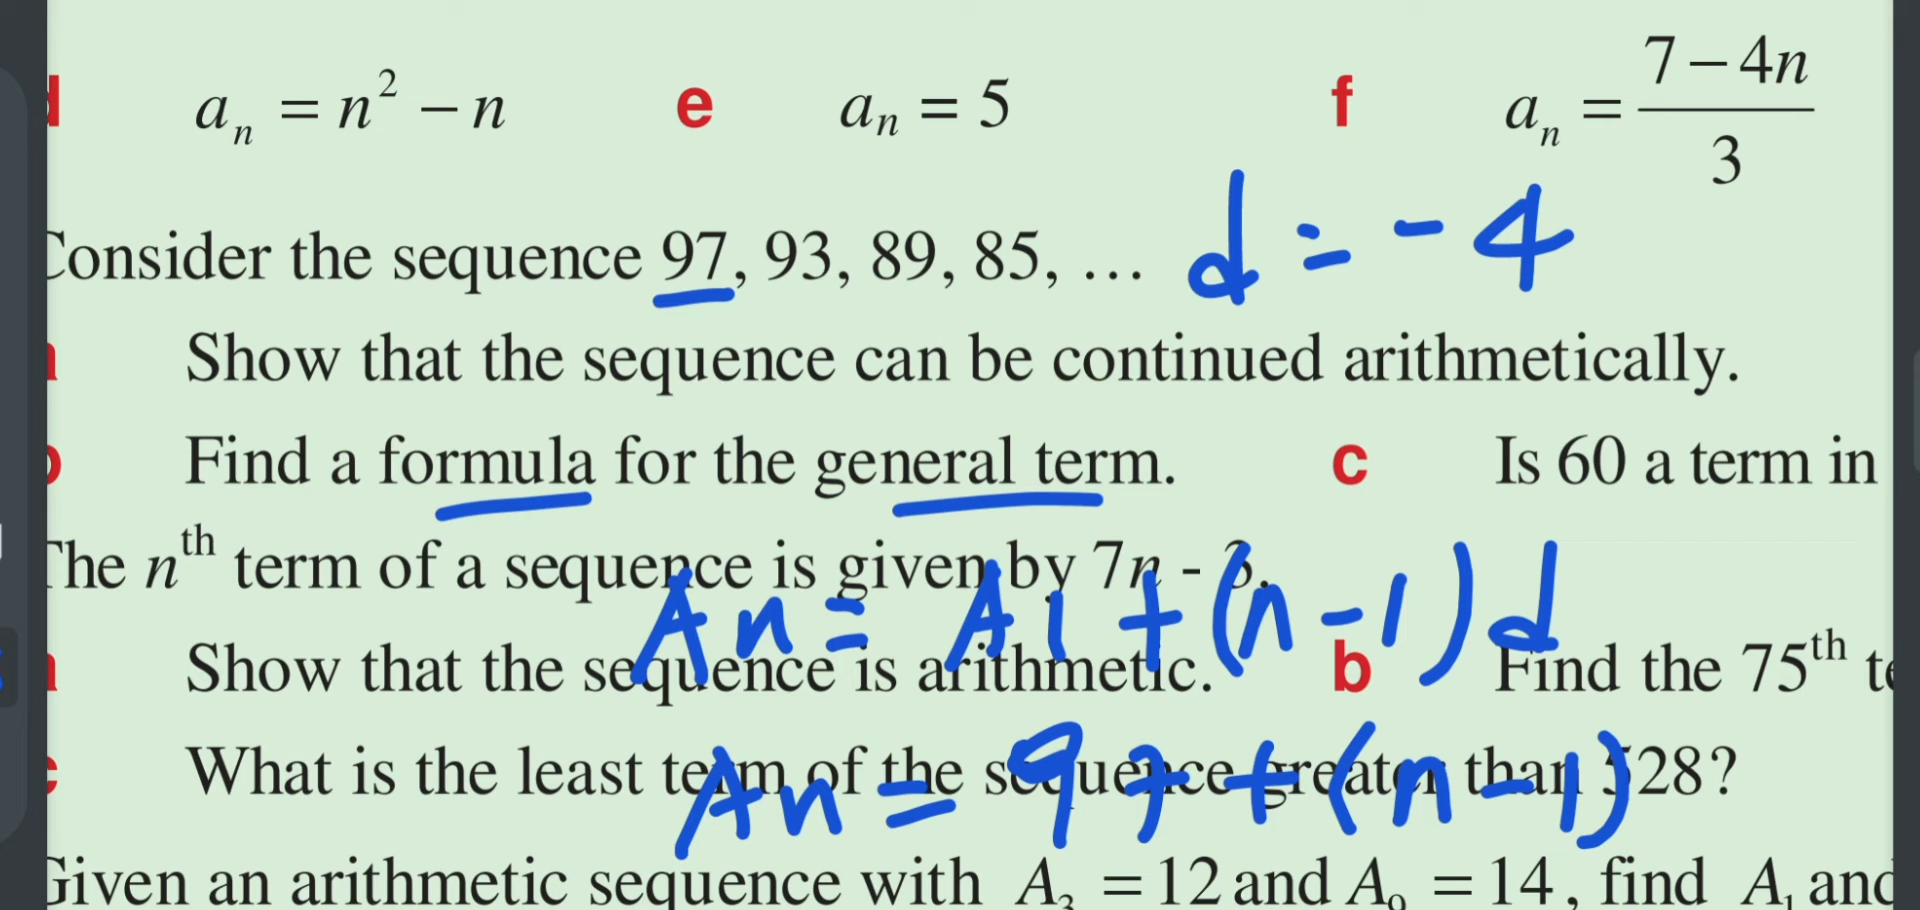 d aₙ = n² − n e aₙ = 5 f aₙ = (7 − 4n)/3
Consider the sequence 97, 93, 89, 85, … d = -4
a Show that the sequence can be continued arithmetically.
b Find a formula for the general term. c Is 60 a term in
The nᵗʰ term of a sequence is given by 7n - 3.
An = A1 + (n-1)d
a Show that the sequence is arithmetic. b Find the 75ᵗʰ
c What is the least term of the sequence greater than 528?
An = 97 + (n-1)
Given an arithmetic sequence with A₃ = 12 and A₉ = 14, find A₁ and